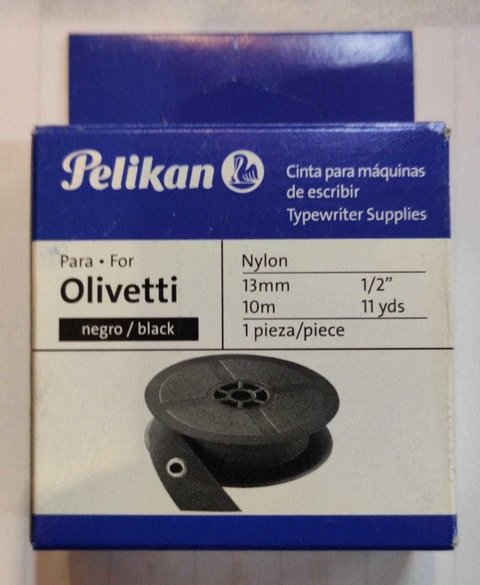 Pelikan
Cinta para máquinas
de escribir
Typewriter Supplies
Para • For
Olivetti
negro / black
Nylon
13mm 1/2”
10m 11 yds
1 pieza/piece